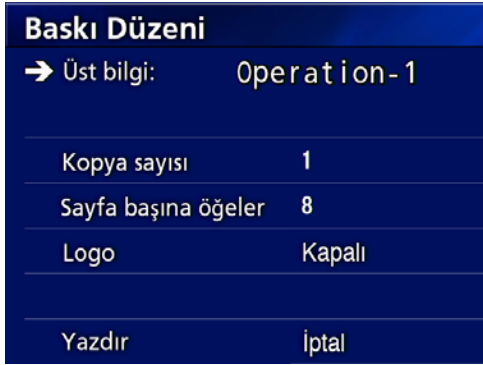 Baskı Düzeni
Üst bilgi: Operation-1
Kopya sayısı 1
Sayfa başına öğeler 8
Logo Kapalı
Yazdır İptal